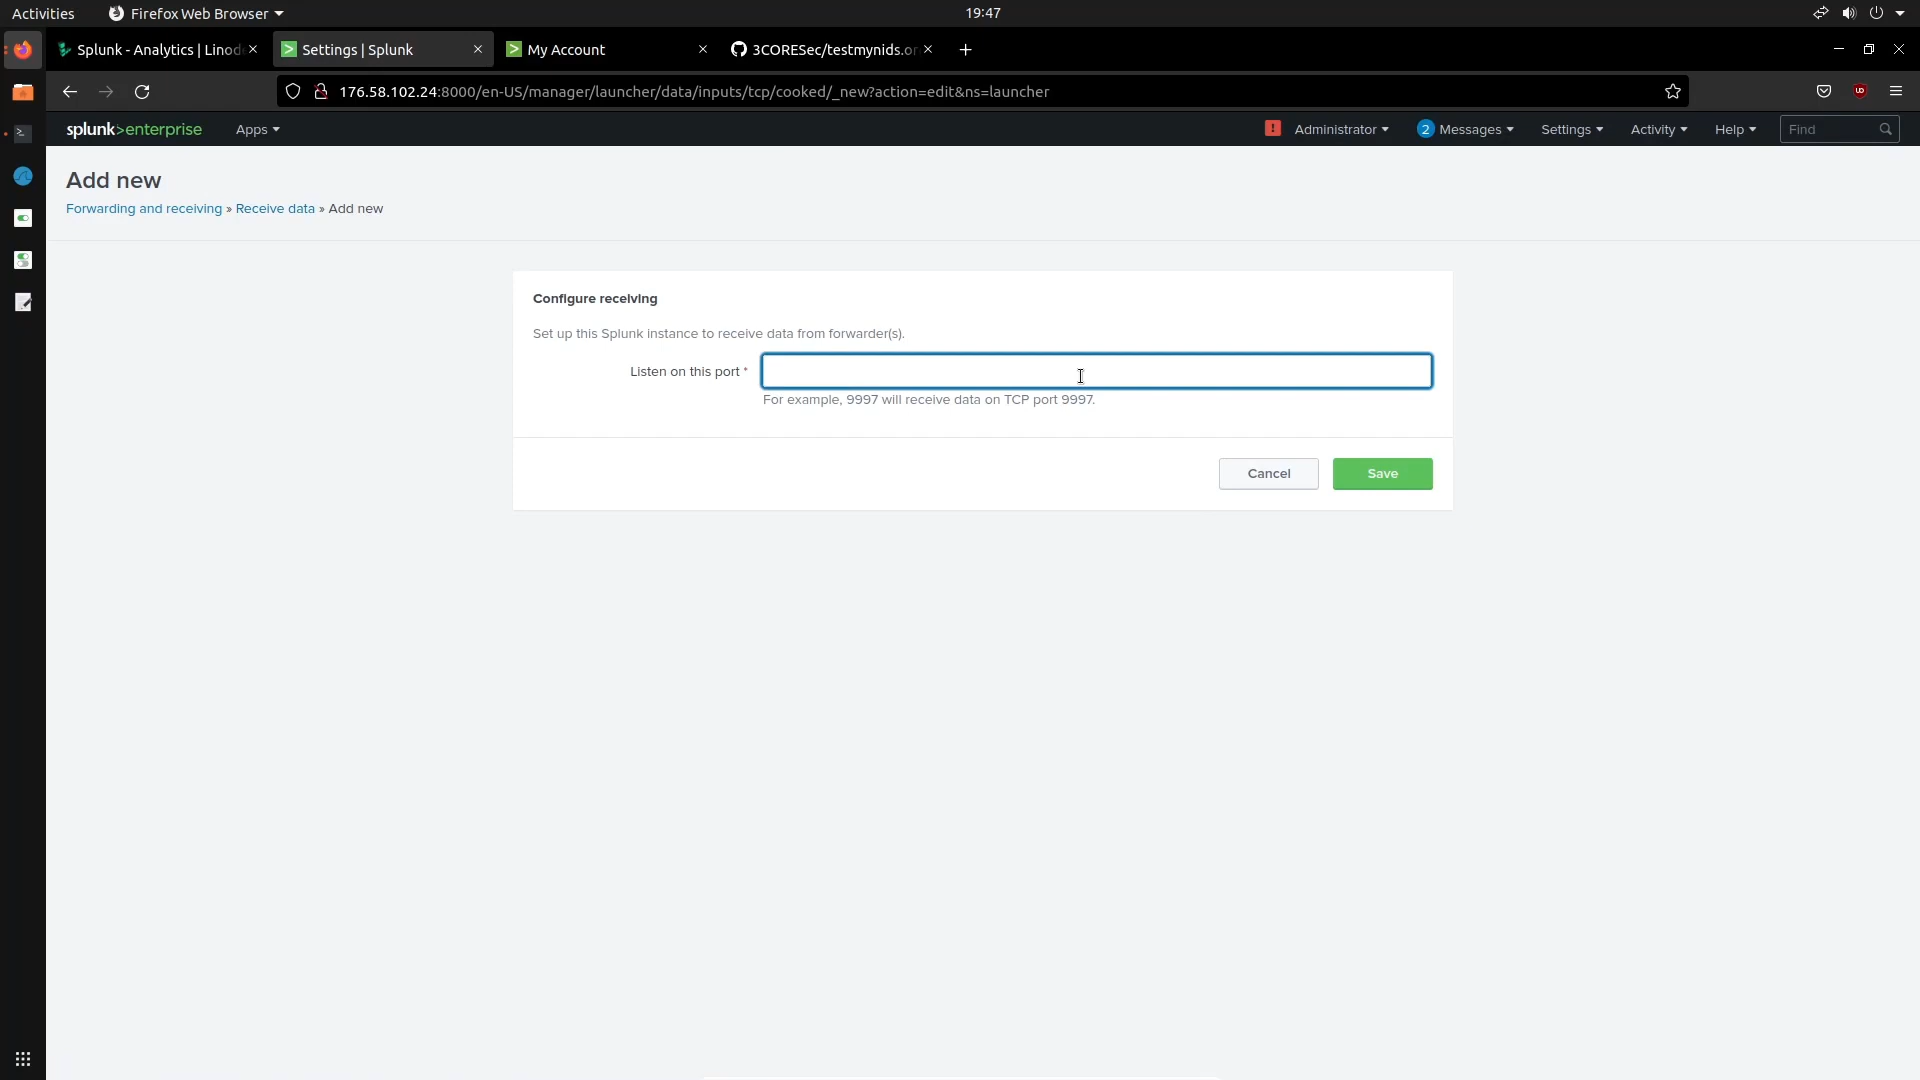 Activities
Firefox Web Browser
19:47
Splunk - Analytics | Linod
Settings | Splunk
My Account
3CORESec/testmynids.or
176.58.102.24:8000/en-US/manager/launcher/data/inputs/tcp/cooked/_new?action=edit&ns=launcher
splunk>enterprise
Apps
!
Administrator
2
Messages
Settings
Activity
Help
Find
Add new
Forwarding and receiving » Receive data » Add new
Configure receiving
Set up this Splunk instance to receive data from forwarder(s).
Listen on this port *
For example, 9997 will receive data on TCP port 9997.
Cancel
Save